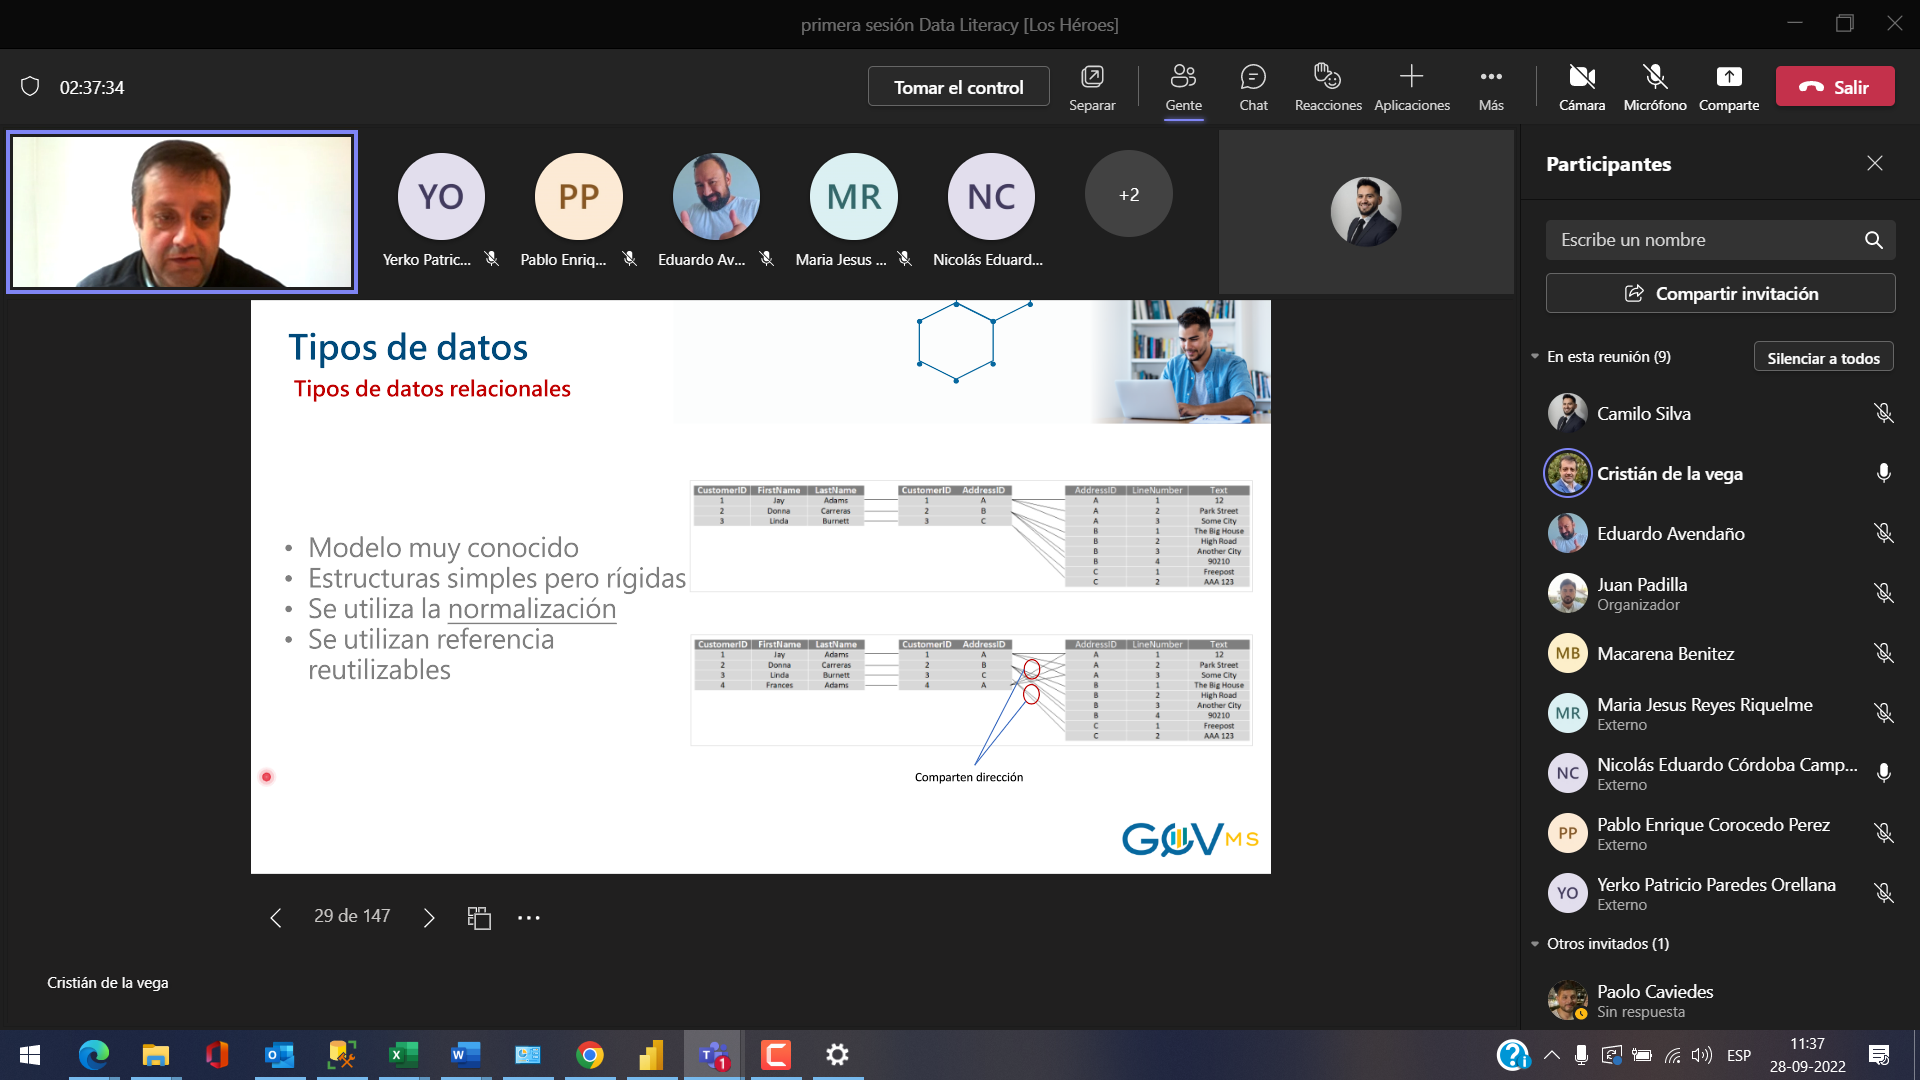 primera sesión Data Literacy [Los Héroes]
02:37:34
Tomar el control
Separar
Gente
Chat
Reacciones
Aplicaciones
Más
Cámara
Micrófono
Comparte
Salir
YO
PP
MR
NC
+2
Yerko Patric...
Pablo Enriq...
Eduardo Av...
Maria Jesus ...
Nicolás Eduard...
Tipos de datos
Tipos de datos relacionales
• Modelo muy conocido
• Estructuras simples pero rígidas
• Se utiliza la normalización
• Se utilizan referencia
reutilizables
CustomerID FirstName LastName
1 Jay Adams
2 Donna Carreras
3 Linda Burnett
CustomerID AddressID
1 A
2 B
3 C
AddressID LineNumber Text
A 1 12
A 2 Park Street
A 3 Some City
B 1 The Big House
B 2 High Road
B 3 Another City
B 4 90210
C 1 Freepost
C 2 AAA 123
CustomerID FirstName LastName
1 Jay Adams
2 Donna Carreras
3 Linda Burnett
4 Frances Adams
CustomerID AddressID
1 A
2 B
3 C
4 A
AddressID LineNumber Text
A 1 12
A 2 Park Street
A 3 Some City
B 1 The Big House
B 2 High Road
B 3 Another City
B 4 90210
C 1 Freepost
C 2 AAA 123
Comparten dirección
GOVMS
29 de 147
Cristián de la vega
Participantes
Escribe un nombre
Compartir invitación
En esta reunión (9)
Silenciar a todos
Camilo Silva
Cristián de la vega
Eduardo Avendaño
Juan Padilla
Organizador
MB
Macarena Benitez
MR
Maria Jesus Reyes Riquelme
Externo
NC
Nicolás Eduardo Córdoba Camp...
Externo
PP
Pablo Enrique Corocedo Perez
Externo
YO
Yerko Patricio Paredes Orellana
Externo
Otros invitados (1)
Paolo Caviedes
Sin respuesta
ESP
11:37
28-09-2022